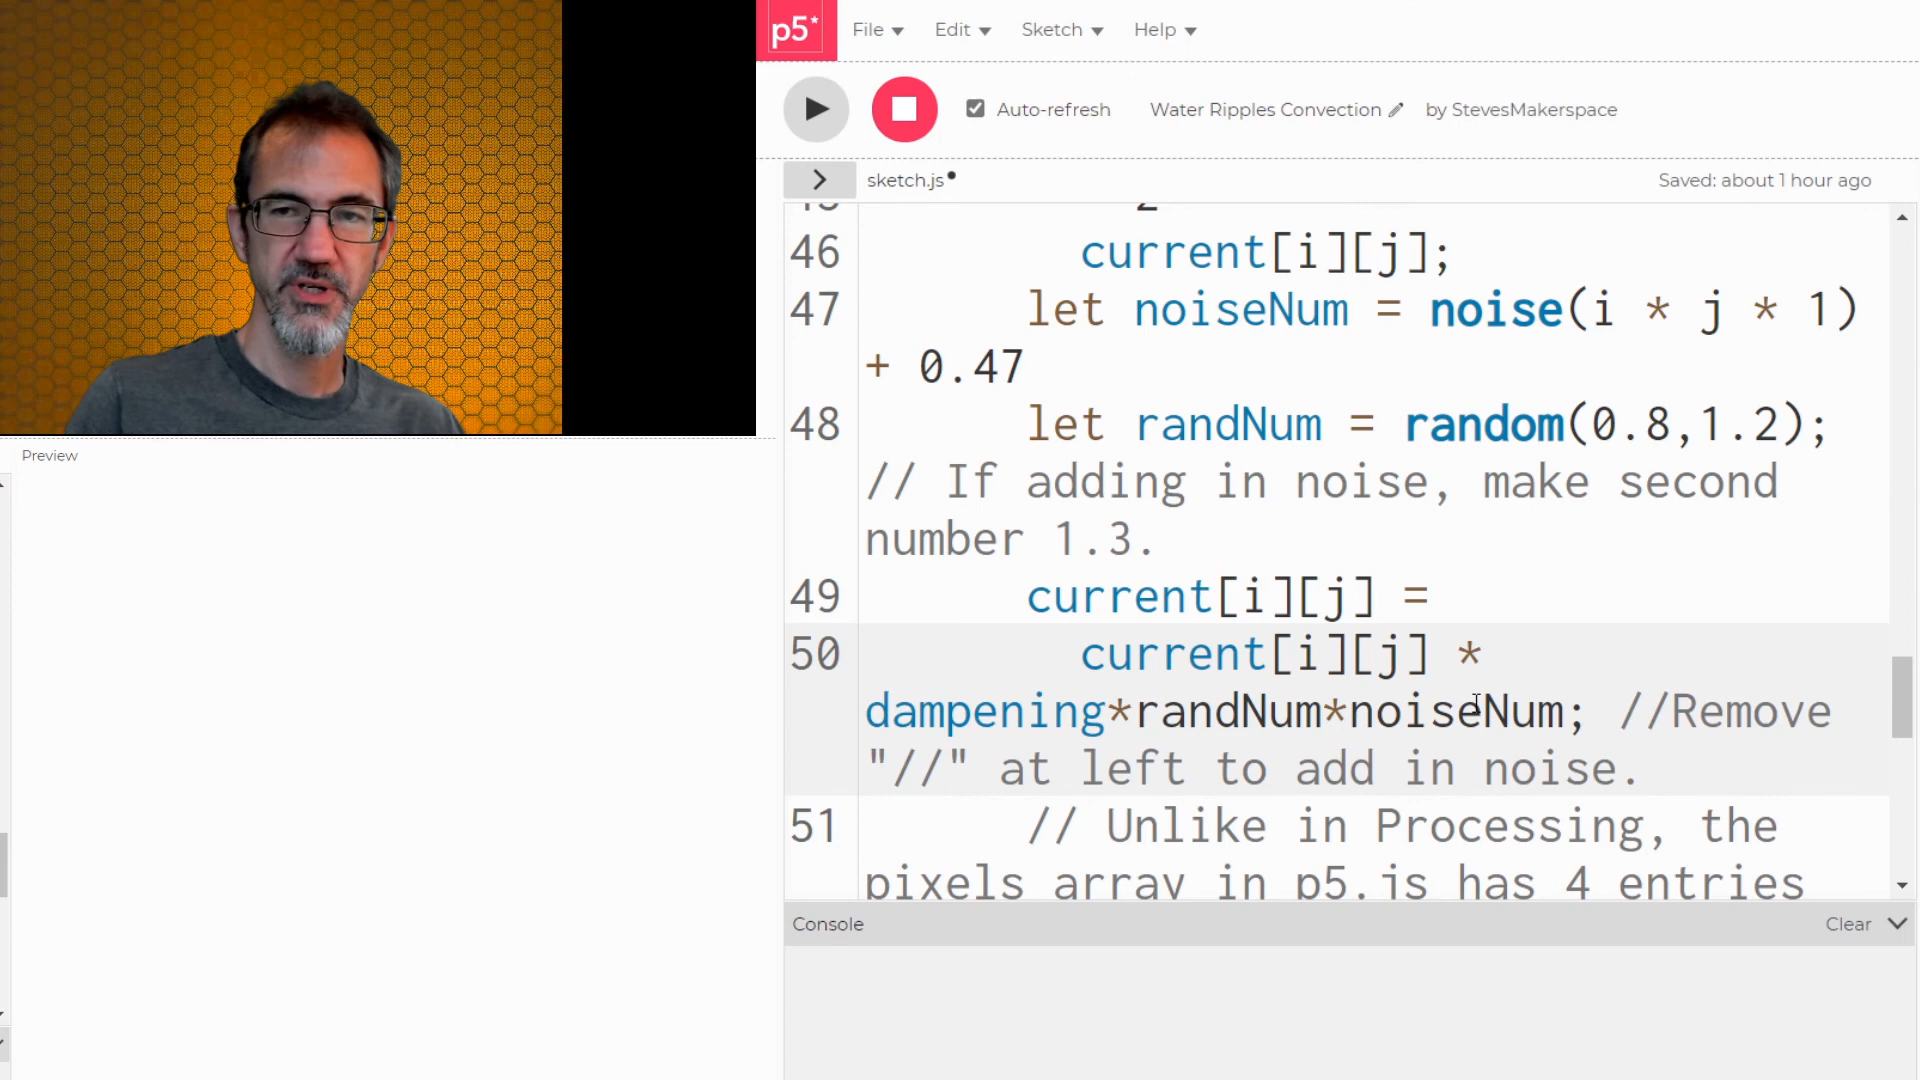 p5*
File
Edit
Sketch
Help
Auto-refresh
Water Ripples Convection
by StevesMakerspace
sketch.js
Saved: about 1 hour ago
Preview
2
46 current[i][j];
47 let noiseNum = noise(i * j * 1)
+ 0.47
48 let randNum = random(0.8,1.2);
// If adding in noise, make second
number 1.3.
49 current[i][j] =
50 current[i][j] *
dampening*randNum*noiseNum; //Remove
"//" at left to add in noise.
51 // Unlike in Processing, the
pixels array in p5.js has 4 entries
Console
Clear